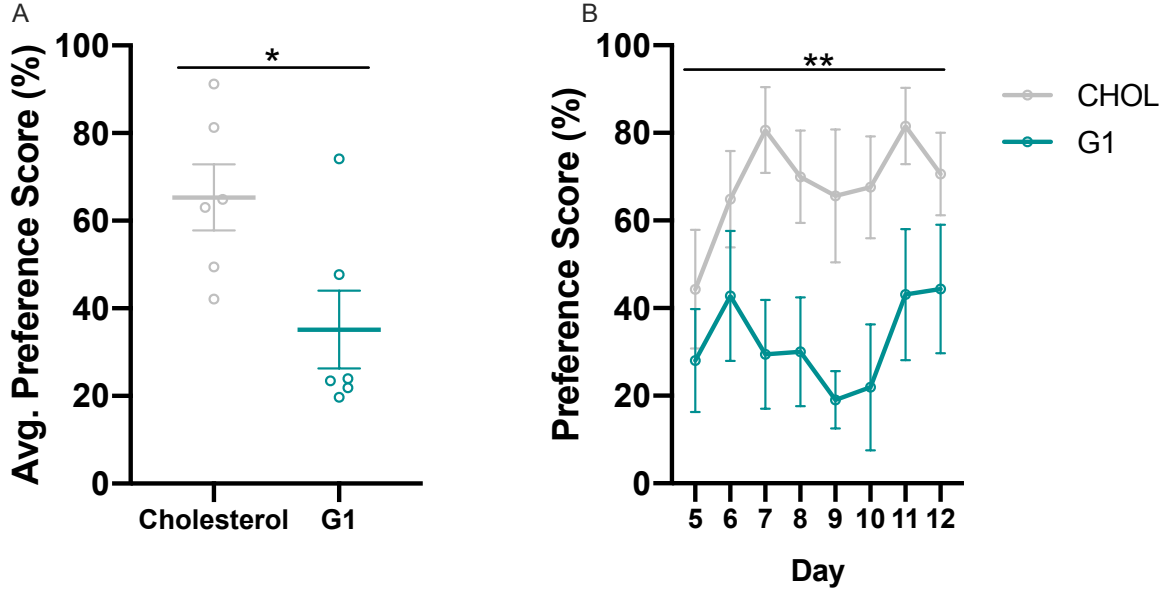 A
Avg. Preference Score (%)
100
80
60
40
20
0
*
Cholesterol G1
B
Preference Score (%)
100
80
60
40
20
0
**
5 6 7 8 9 10 11 12
Day
CHOL
G1